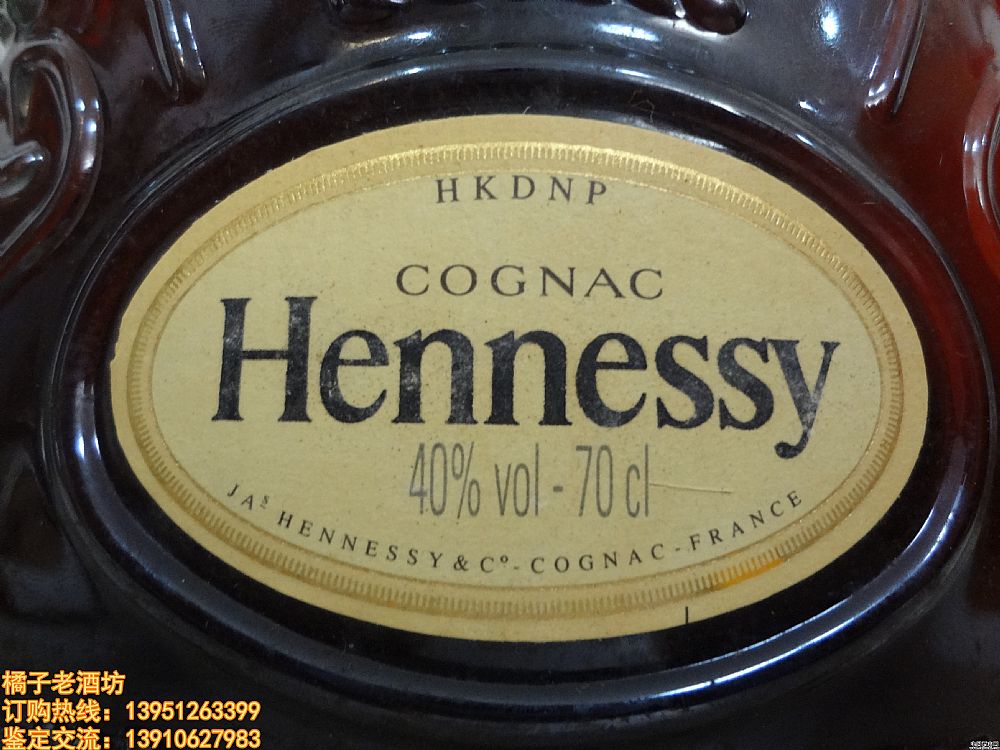 HKDNP
COGNAC
Hennessy
40% vol - 70 cl
JAS HENNESSY & Cº - COGNAC - FRANCE
橘子老酒坊
订购热线：13951263399
鉴定交流：13910627983